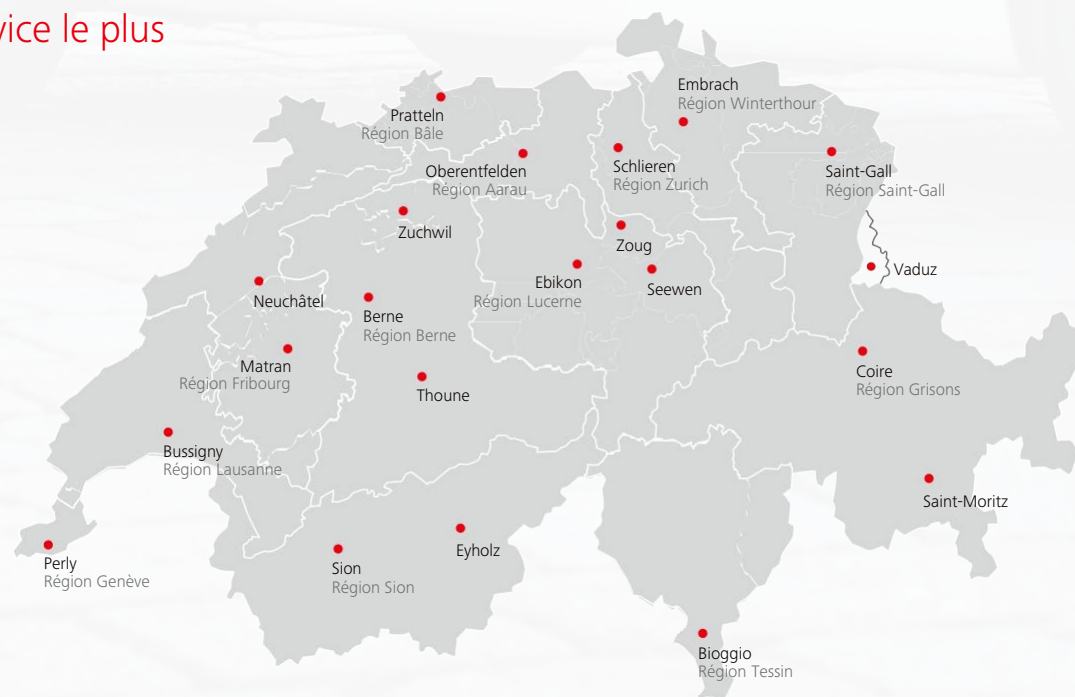 vice le plus
Embrach
Région Winterthour
Pratteln
Région Bâle
Oberentfelden
Région Aarau
Schlieren
Région Zurich
Saint-Gall
Région Saint-Gall
Zuchwil
Zoug
Vaduz
Ebikon
Région Lucerne
Seewen
Neuchâtel
Berne
Région Berne
Matran
Région Fribourg
Thoune
Coire
Région Grisons
Bussigny
Région Lausanne
Saint-Moritz
Eyholz
Perly
Région Genève
Sion
Région Sion
Bioggio
Région Tessin